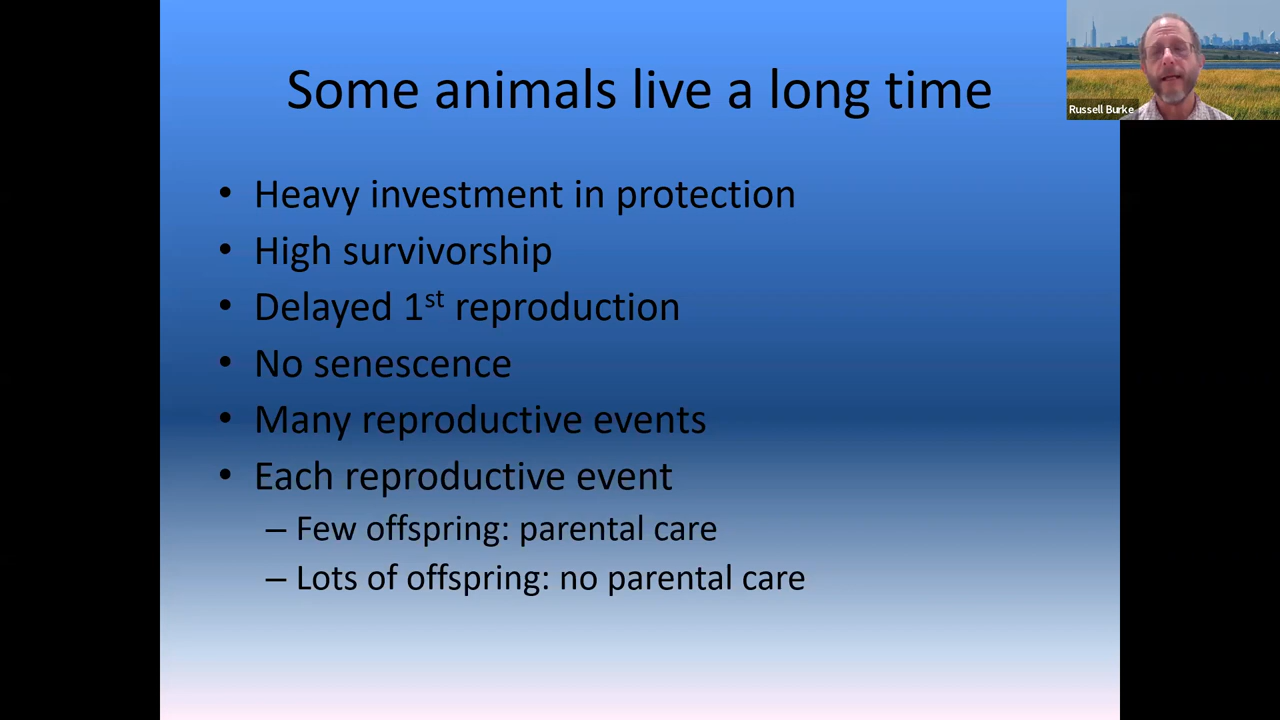 Some animals live a long time
Russell Burke
• Heavy investment in protection
• High survivorship
• Delayed 1st reproduction
• No senescence
• Many reproductive events
• Each reproductive event
– Few offspring: parental care
– Lots of offspring: no parental care